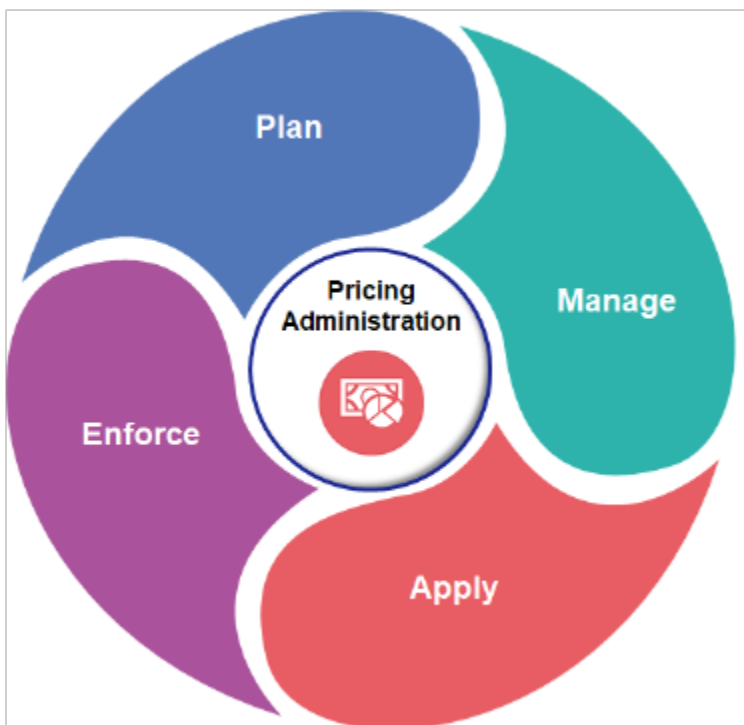 Plan
Manage
Pricing
Administration
Enforce
Apply